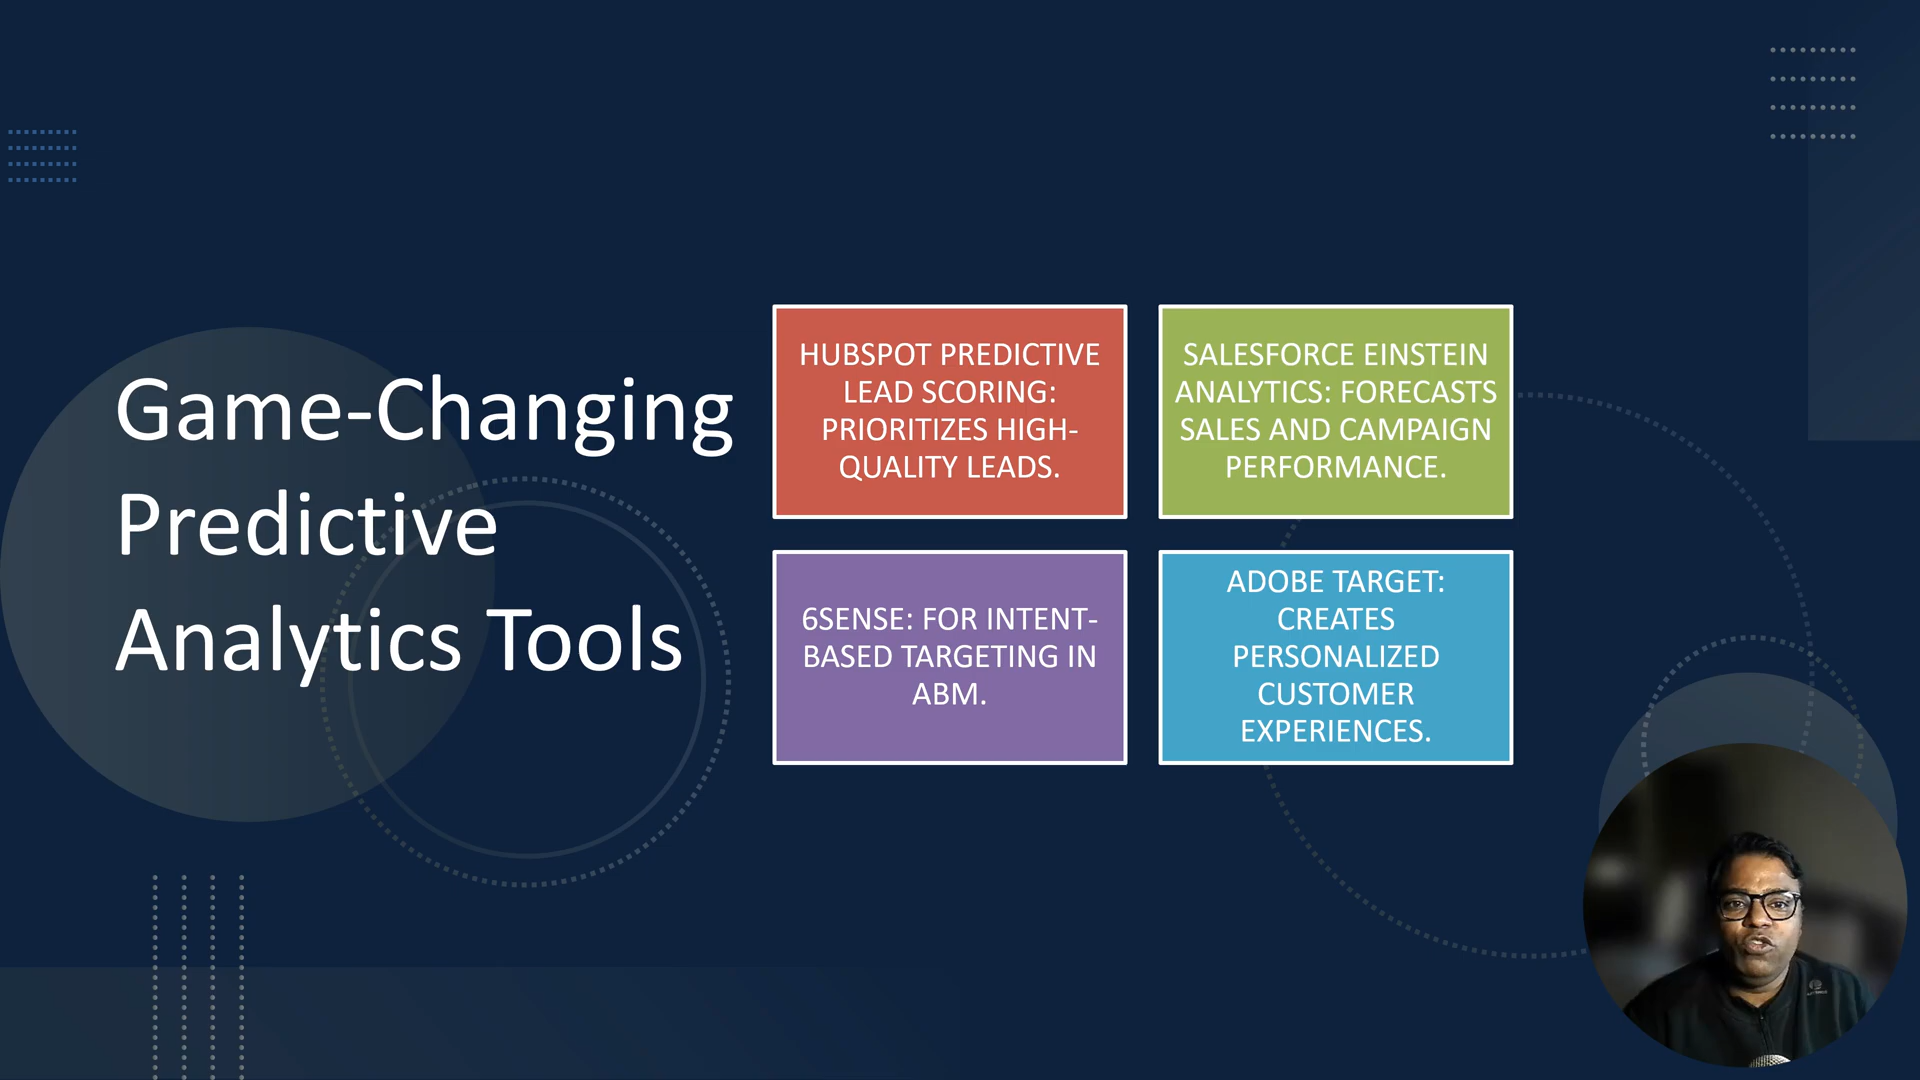 Game-Changing
Predictive
Analytics Tools
HUBSPOT PREDICTIVE
LEAD SCORING:
PRIORITIZES HIGH-
QUALITY LEADS.
SALESFORCE EINSTEIN
ANALYTICS: FORECASTS
SALES AND CAMPAIGN
PERFORMANCE.
6SENSE: FOR INTENT-
BASED TARGETING IN
ABM.
ADOBE TARGET:
CREATES
PERSONALIZED
CUSTOMER
EXPERIENCES.